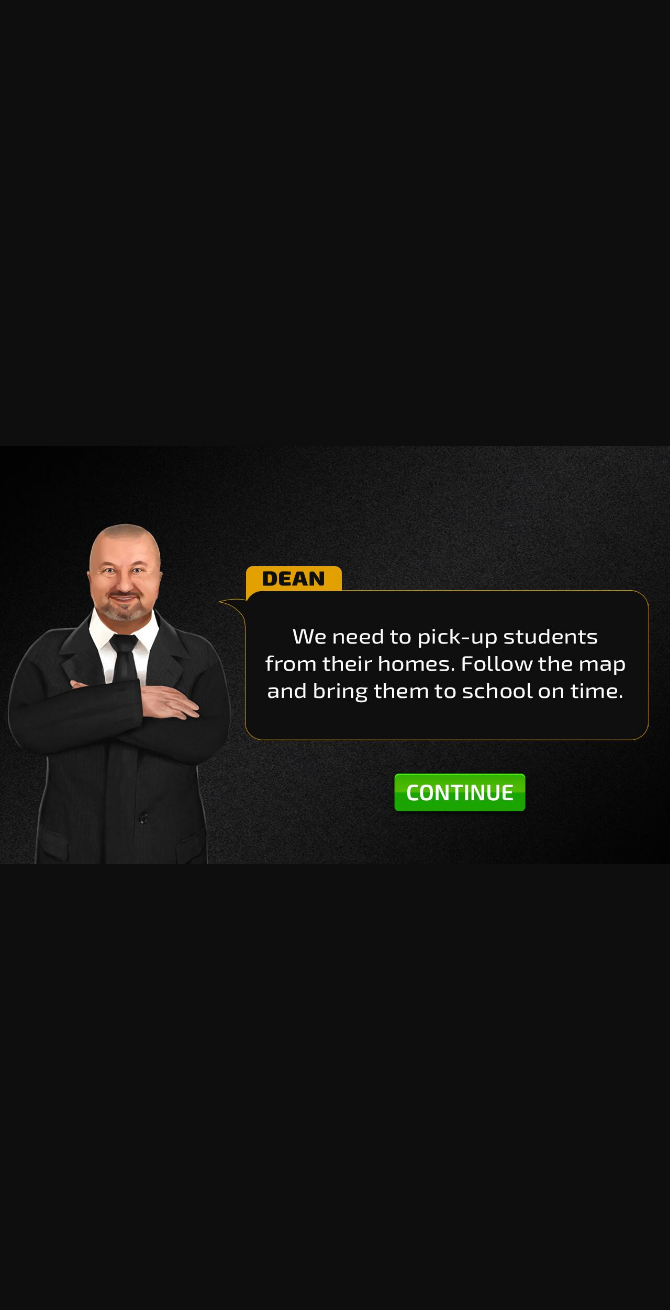 DEAN
We need to pick-up students
from their homes. Follow the map
and bring them to school on time.
CONTINUE